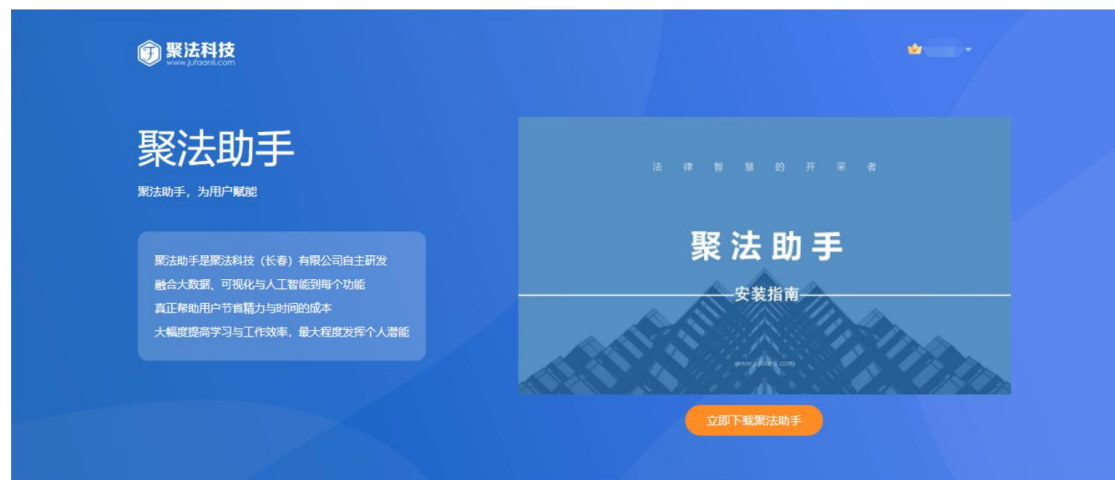 聚法科技
www.jufaanli.com
聚法助手
聚法助手，为用户赋能
聚法助手是聚法科技（长春）有限公司自主研发
融合大数据、可视化与人工智能到每个功能
真正帮助用户节省精力与时间的成本
大幅度提高学习与工作效率，最大程度发挥个人潜能
法律智慧的开采者
聚法助手
安装指南
www.jufaanli.com
立即下载聚法助手